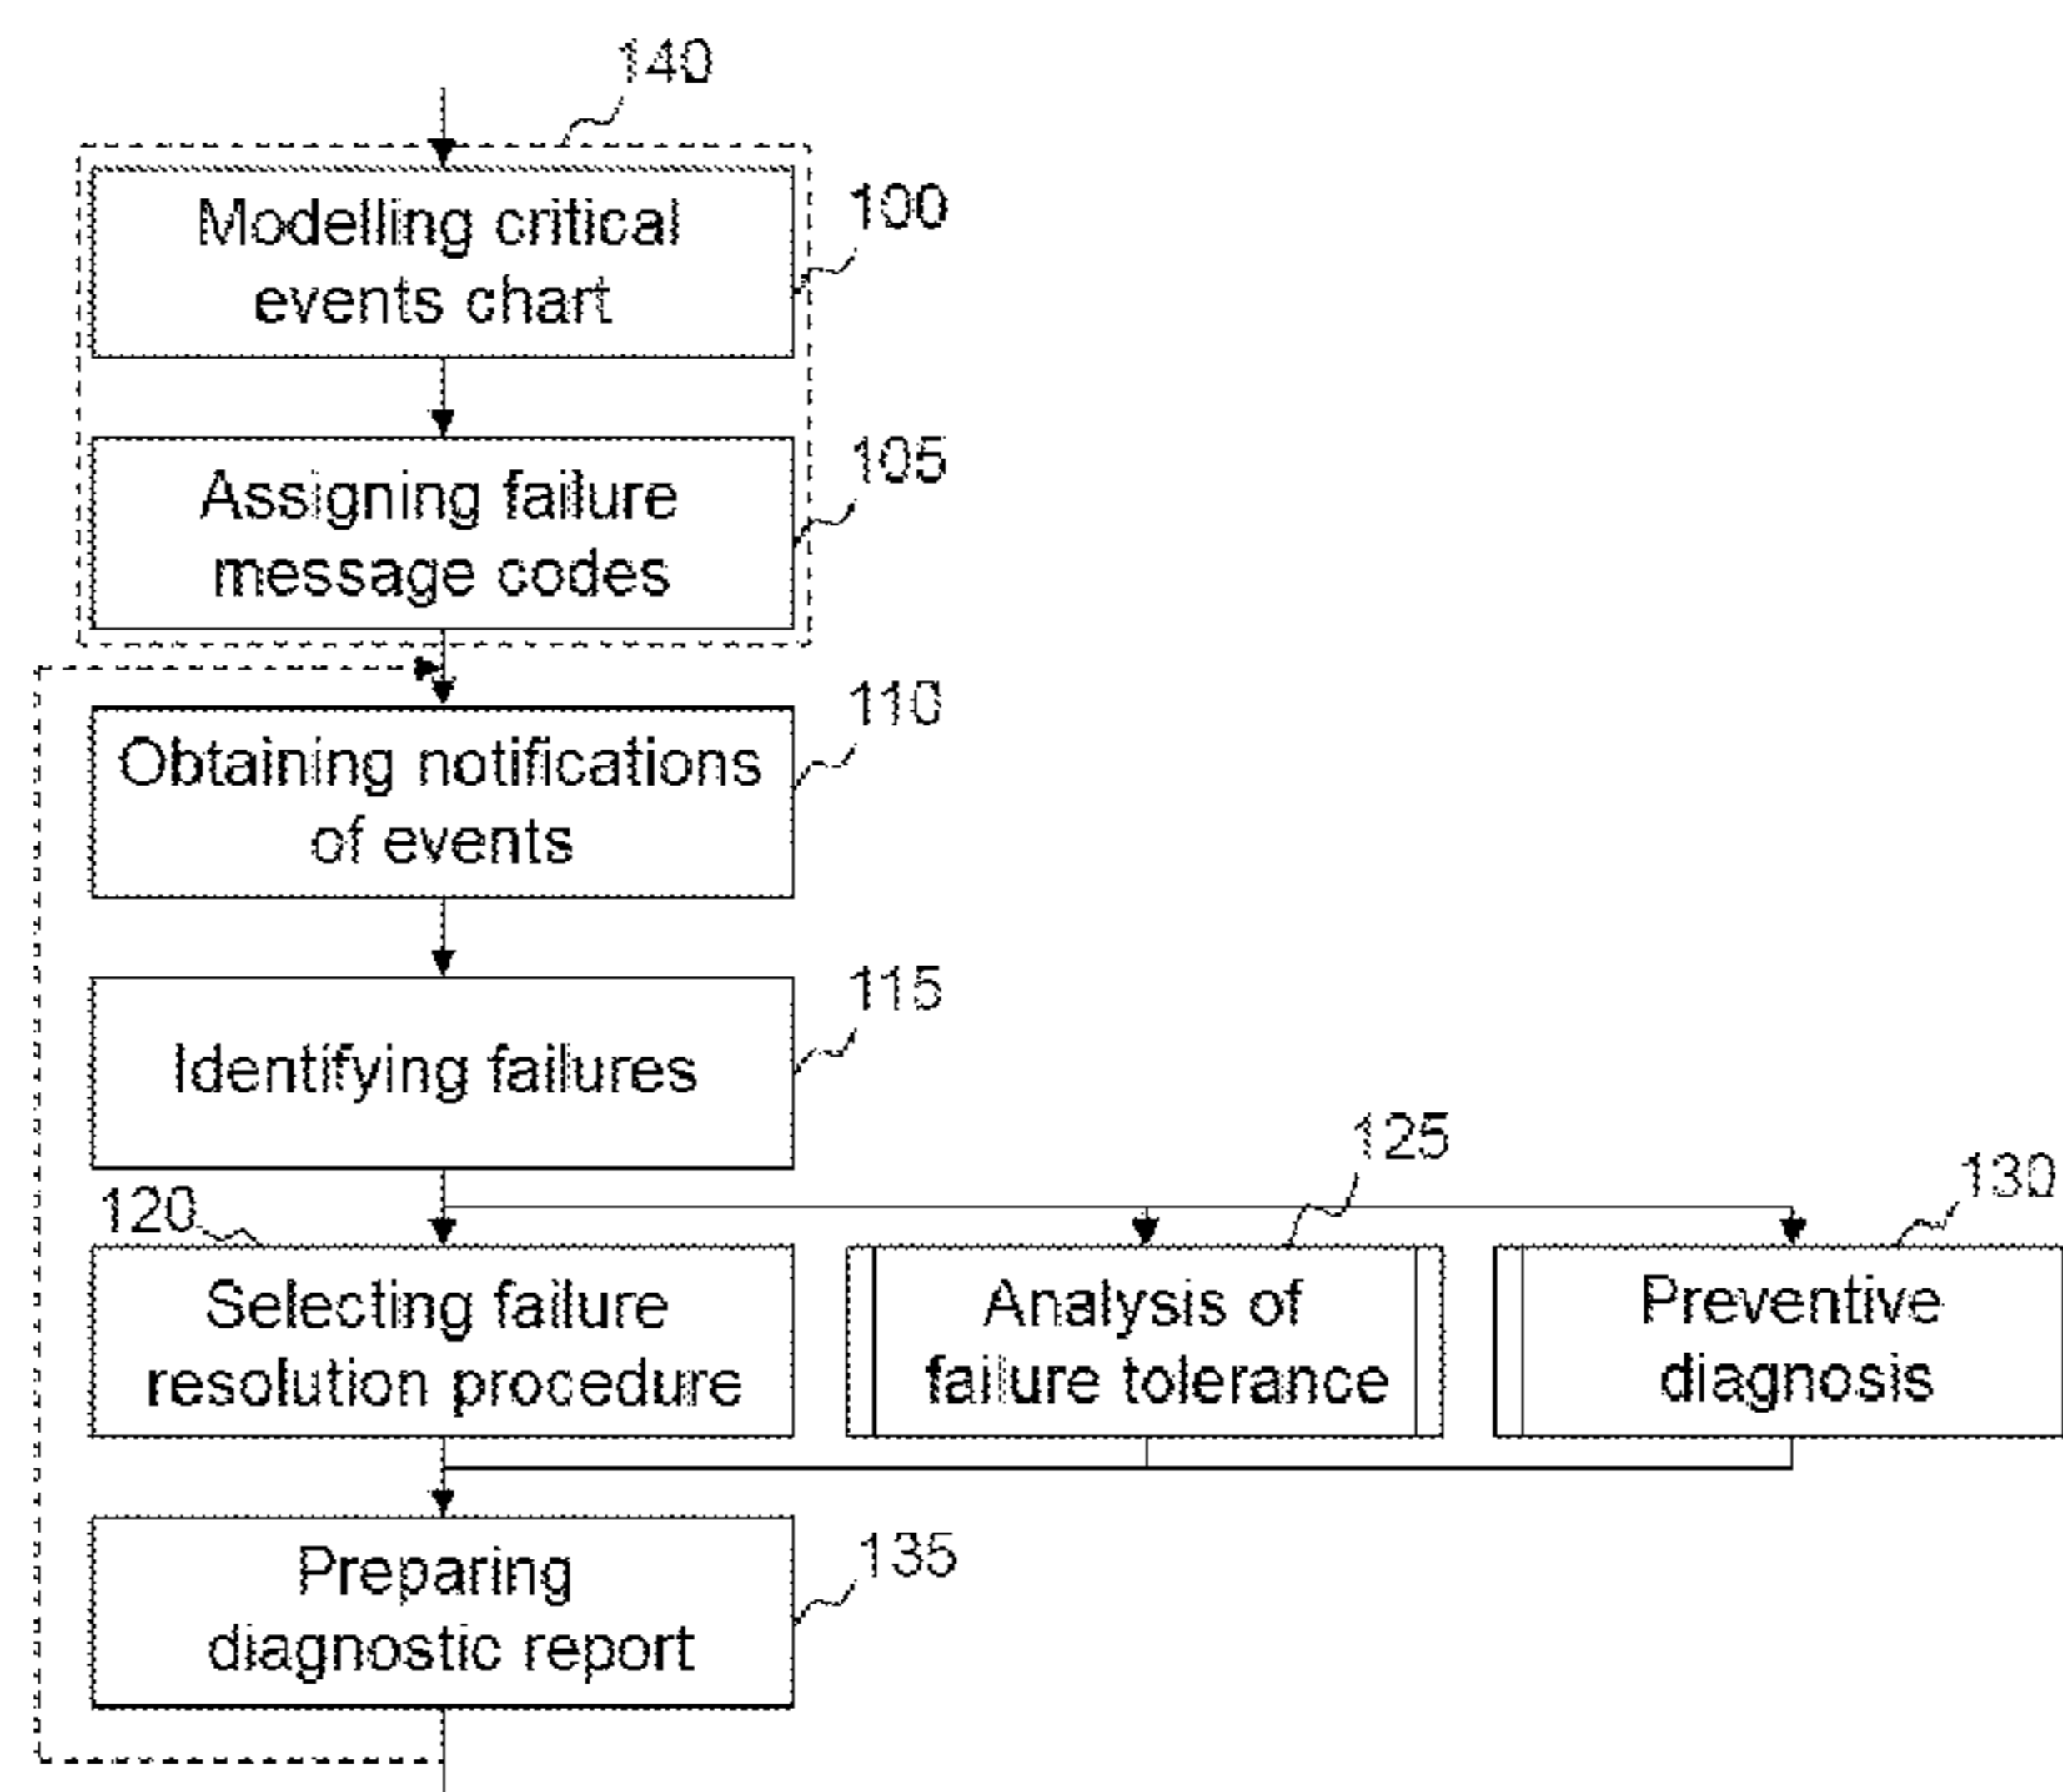 140
Modelling critical
events chart
100
Assigning failure
message codes
105
Obtaining notifications
of events
110
Identifying failures
115
120
Selecting failure
resolution procedure
125
Analysis of
failure tolerance
130
Preventive
diagnosis
Preparing
diagnostic report
135